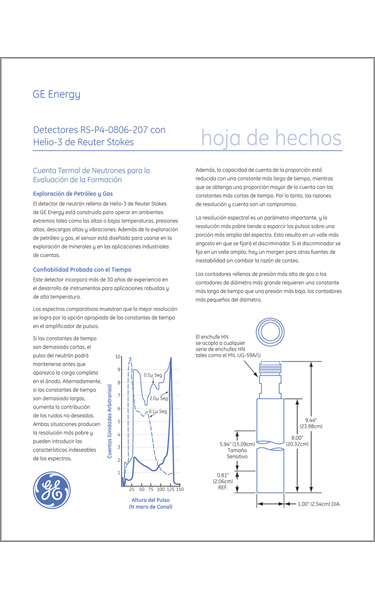 GE Energy
Detectores RS-P4-0806-207 con
Helio-3 de Reuter Stokes
hoja de hechos
Cuenta Termal de Neutrones para la
Evaluación de la Formación
Exploración de Petróleo y Gas
El detector de neutrón relleno de Helio-3 de Reuter Stokes
de GE Energy está construido para operar en ambientes
extremos tales como las altas a bajas temperaturas, presiones
altas, descargas altas y vibraciones. Además de la exploración
de petróleo y gas, el sensor está diseñado para usarse en la
exploración de minerales y en las aplicaciones industriales
de cuentas.
Confiabilidad Probada con el Tiempo
Este detector incorpora más de 30 años de experiencia en
el desarrollo de instrumentos para aplicaciones robustas y
de alta temperatura.
Los espectros comparativos muestran que la mejor resolución
se logra por la opción apropiada de las constantes de tiempo
en el amplificador de pulsos.
Si las constantes de tiempo
son demasiado cortas, el
pulso del neutrón podrá
mantenerse antes que
aparezca la carga completa
en el ánodo. Alternadamente,
si las constantes de tiempo
son demasiado largas,
aumenta la contribución
de los ruidos no deseados.
Ambas situaciones producen
la resolución más pobre y
pueden introducir las
características indeseables
de los espectros.
Además, la capacidad de cuenta de la proporción está
reducida con una constante más larga de tiempo, mientras
que se obtenga una proporción mayor de la cuenta con las
constantes más cortas de tiempo. Por lo tanto, las razones
de resolución y cuenta son un compromiso.
La resolución espectral es un parámetro importante, y la
resolución más pobre tiende a esparcir los pulsos sobre una
porción más amplia del espectro. Esto resulta en un valle más
angosto en que se fijará el discriminador. Si el discriminador se
fija en un valle amplio, hay un margen para otras fuentes de
inestabilidad sin cambiar la razón de conteo.
Los contadores rellenos de presión más alta de gas o los
contadores de diámetro más grande requieren una constante
más larga de tiempo que una presión más baja, los contadores
más pequeños del diámetro.
Cuentas (Unidades Arbitrarias)
10
9
8
7
6
5
4
3
2
1
0.5µ Seg
2.0µ Seg
0.1µ Seg
25 50 75 100 125 150
Altura del Pulso
(N mero de Canal)
El enchufe HN
se acopla a cualquier
serie de enchufes HN
tales como el MIL UG-59A/U
9.44"
(23.98cm)
8.00"
(20.32cm)
5.94" (15.09cm)
Tamaño
Sensitivo
0.81"
(2.06cm)
REF.
1.00" (2.54cm) DIA.
GE